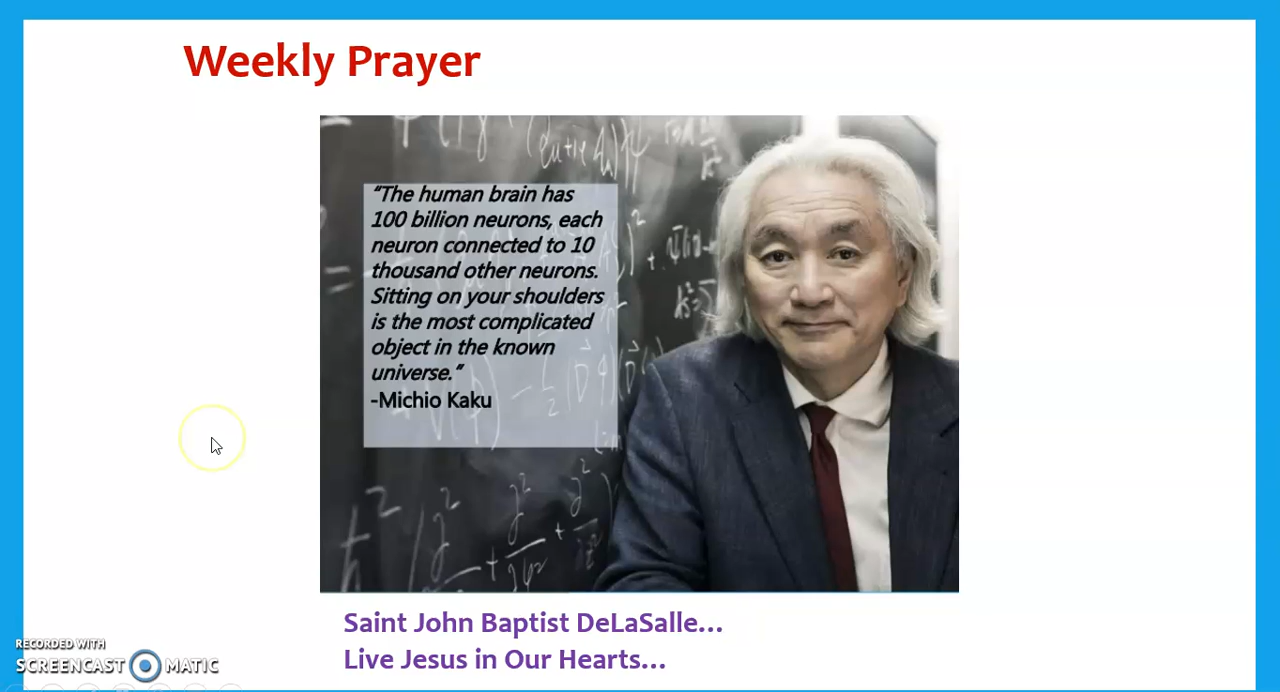 Weekly Prayer
“The human brain has
100 billion neurons, each
neuron connected to 10
thousand other neurons.
Sitting on your shoulders
is the most complicated
object in the known
universe.”
-Michio Kaku
Saint John Baptist DeLaSalle...
Live Jesus in Our Hearts...
RECORDED WITH
SCREENCAST MATIC